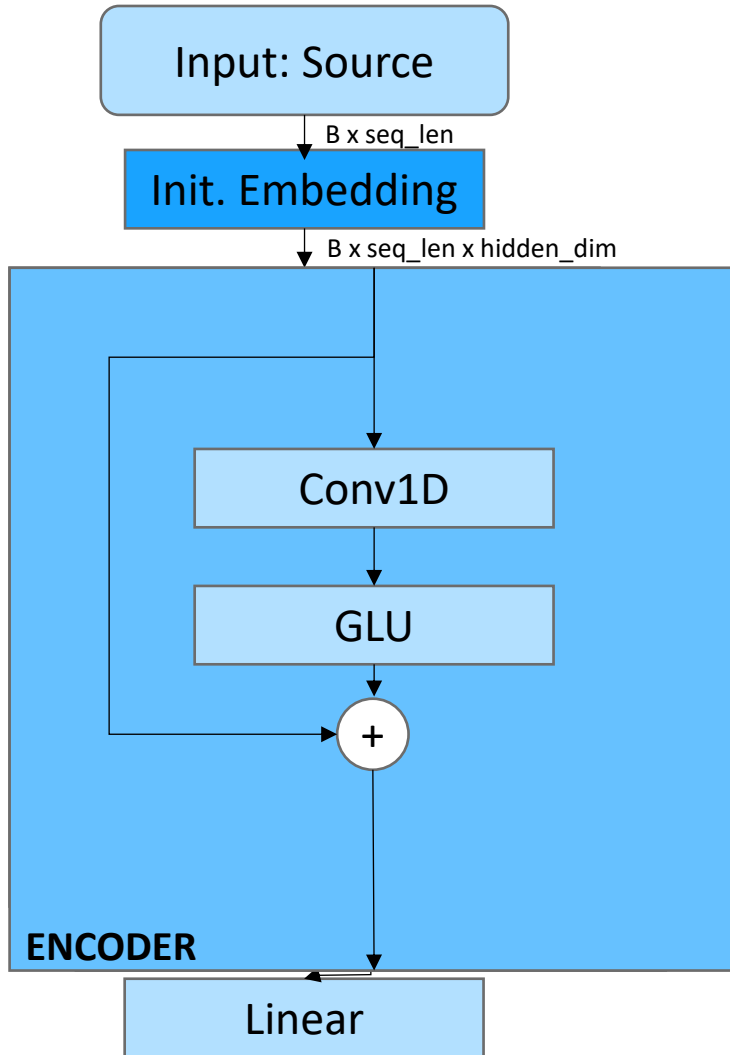 Input: Source
B x seq_len
Init. Embedding
B x seq_len x hidden_dim
Conv1D
GLU
+
ENCODER
Linear